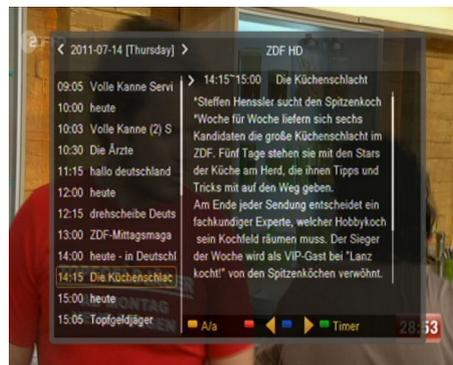 ZDF
< 2011-07-14 [Thursday] >
ZDF HD
09:05 Volle Kanne Servi
10:00 heute
10:03 Volle Kanne (2) S
10:30 Die Ärzte
11:15 hallo deutschland
12:00 heute
12:15 drehscheibe Deuts
13:00 ZDF-Mittagsmaga
14:00 heute - in Deutschl
14:15 Die Küchenschlac
15:00 heute
15:05 Topfgeldjäger
> 14:15~15:00 Die Küchenschlacht
*Steffen Henssler sucht den Spitzenkoch
*Woche für Woche liefern sich sechs
Kandidaten die große Küchenschlacht im
ZDF. Fünf Tage stehen sie mit den Stars
der Küche am Herd, die ihnen Tipps und
Tricks mit auf den Weg geben.
Am Ende jeder Sendung entscheidet ein
fachkundiger Experte, welcher Hobbykoch
sein Kochfeld räumen muss. Der Sieger
der Woche wird als VIP-Gast bei "Lanz
kocht!" von den Spitzenköchen verwöhnt.
A/a
Timer
28:53
MONTAG